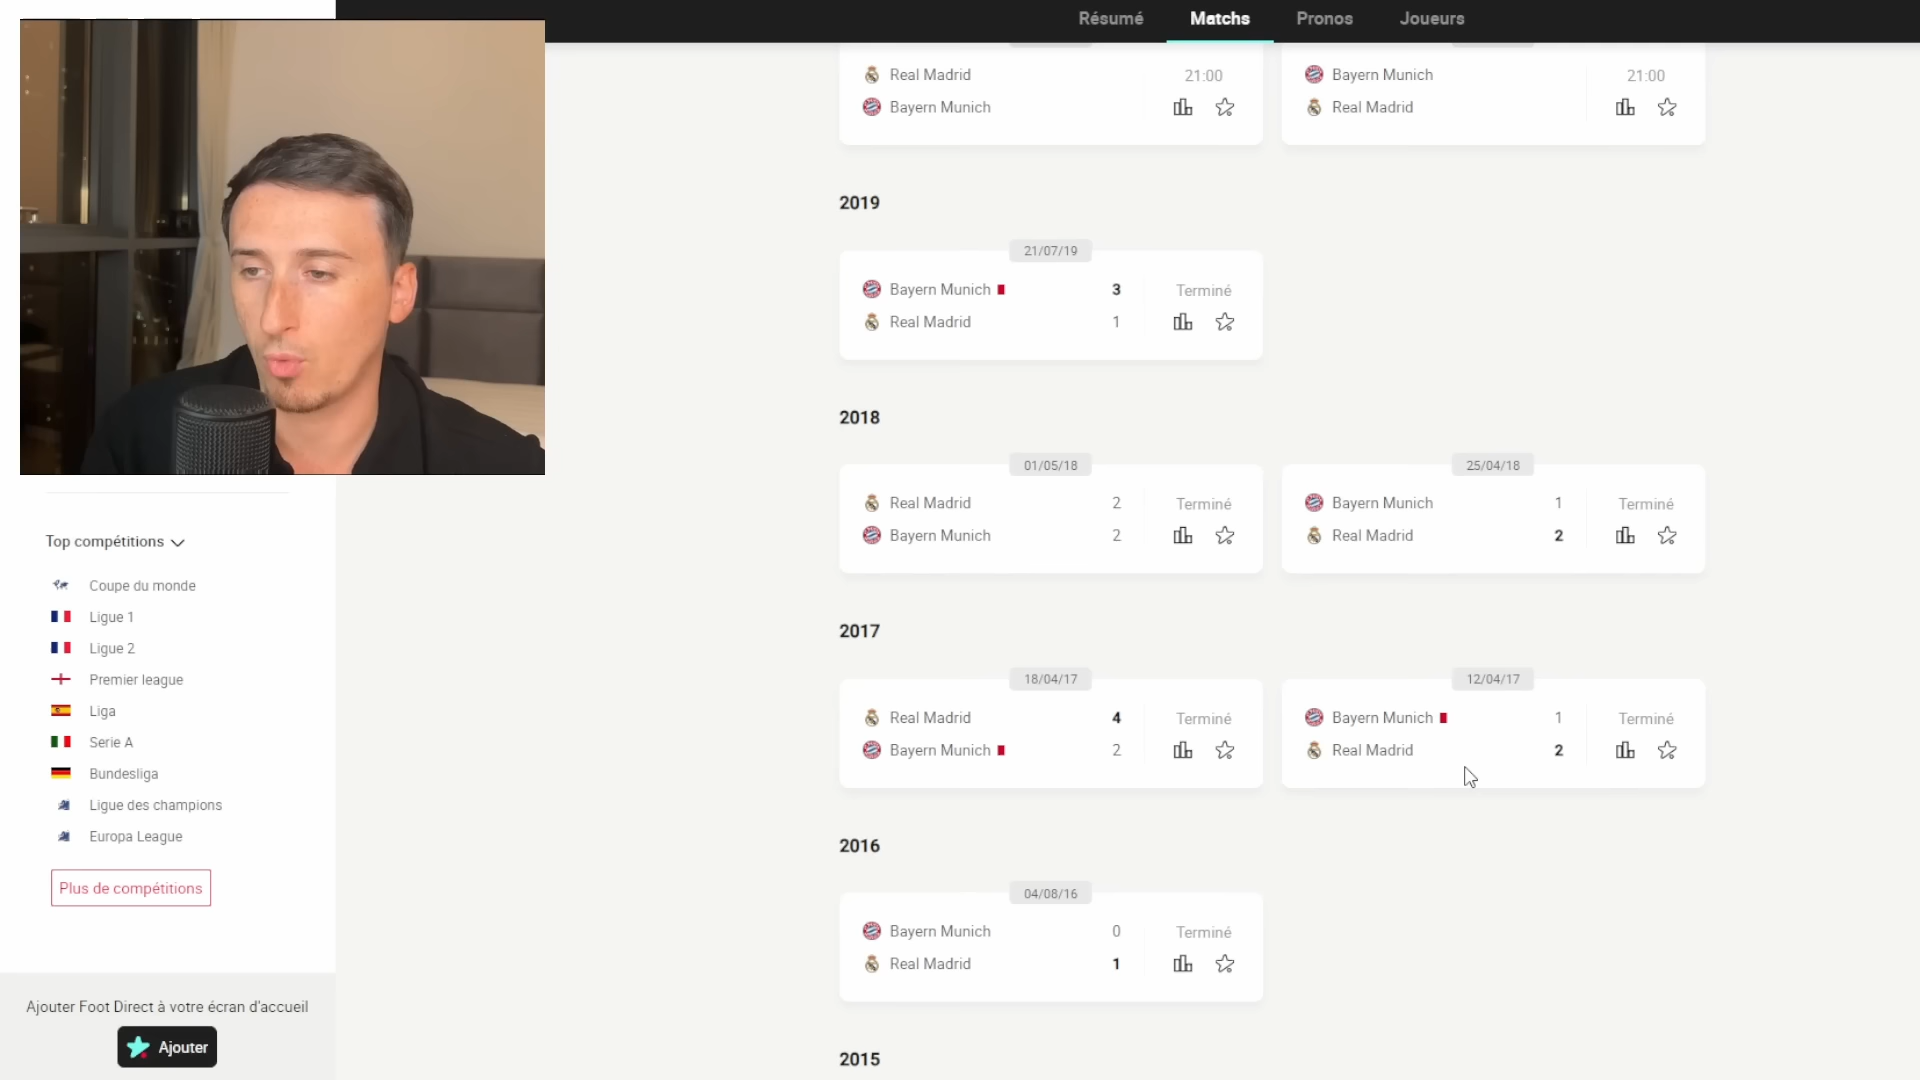 Résumé
Matchs
Pronos
Joueurs
Real Madrid
21:00
Bayern Munich
Bayern Munich
21:00
Real Madrid
2019
21/07/19
Bayern Munich
3
Terminé
Real Madrid
1
2018
01/05/18
Real Madrid
2
Terminé
Bayern Munich
2
25/04/18
Bayern Munich
1
Terminé
Real Madrid
2
2017
18/04/17
Real Madrid
4
Terminé
Bayern Munich
2
12/04/17
Bayern Munich
1
Terminé
Real Madrid
2
2016
04/08/16
Bayern Munich
0
Terminé
Real Madrid
1
2015
Top compétitions
Coupe du monde
Ligue 1
Ligue 2
Premier league
Liga
Serie A
Bundesliga
Ligue des champions
Europa League
Plus de compétitions
Ajouter Foot Direct à votre écran d'accueil
Ajouter